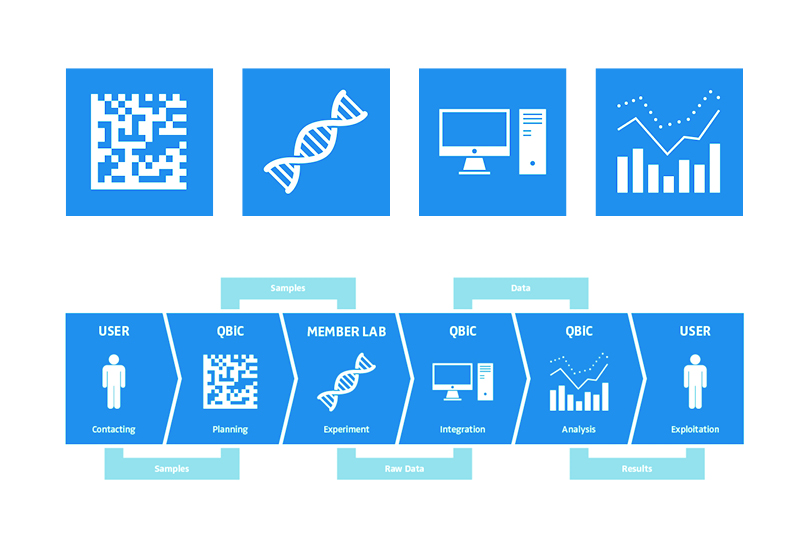 Samples
Data
USER
QBIC
MEMBER LAB
QBIC
QBIC
USER
Contacting
Planning
Experiment
Integration
Analysis
Exploitation
Samples
Raw Data
Results